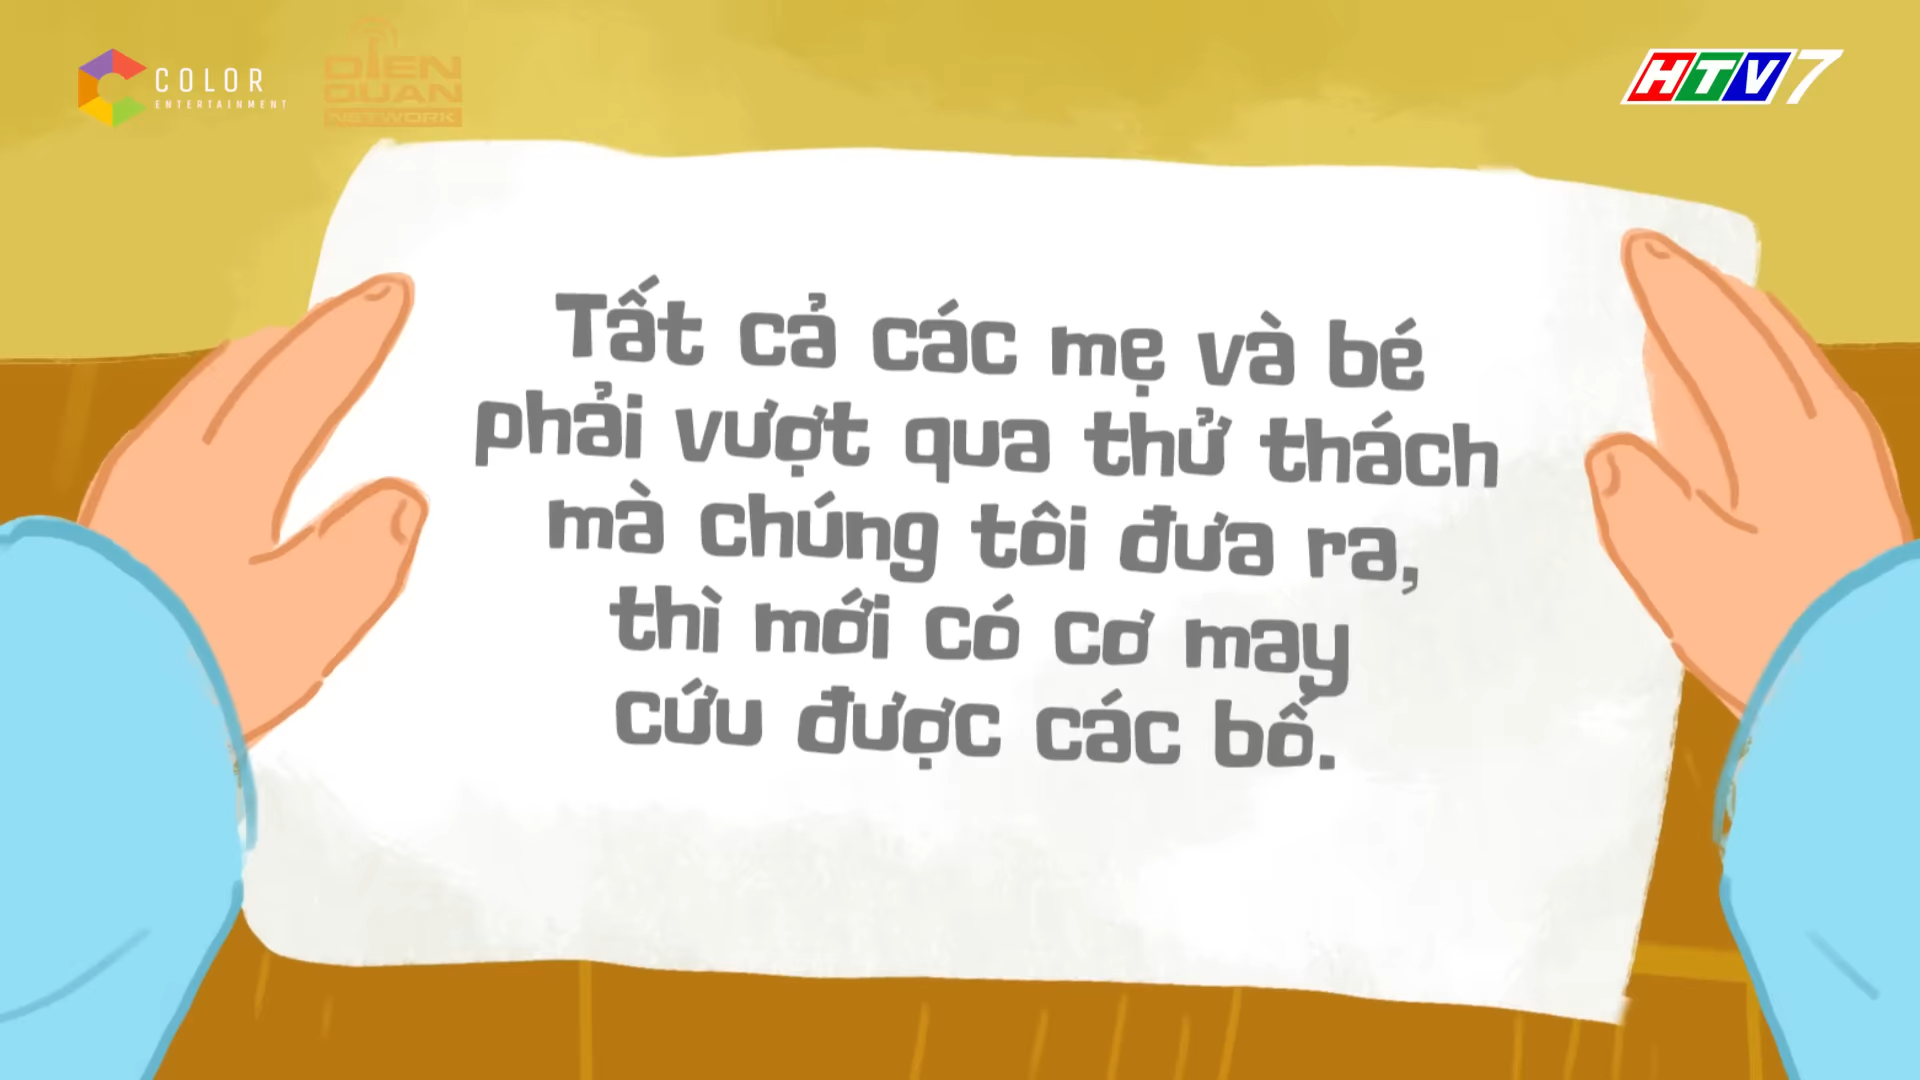 COLOR
ENTERTAINMENT
ĐIỀN
QUÂN
NETWORK
HTV7
Tất cả các mẹ và bé
phải vượt qua thử thách
mà chúng tôi đưa ra,
thì mới có cơ may
cứu được các bố.